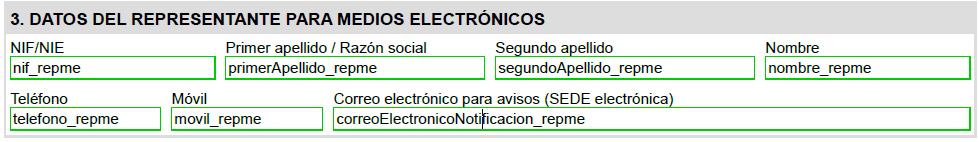 3. DATOS DEL REPRESENTANTE PARA MEDIOS ELECTRÓNICOS
NIF/NIE Primer apellido / Razón social Segundo apellido Nombre
nif_repme primerApellido_repme segundoApellido_repme nombre_repme
Teléfono Móvil Correo electrónico para avisos (SEDE electrónica)
telefono_repme movil_repme correoElectronicoNotificacion_repme